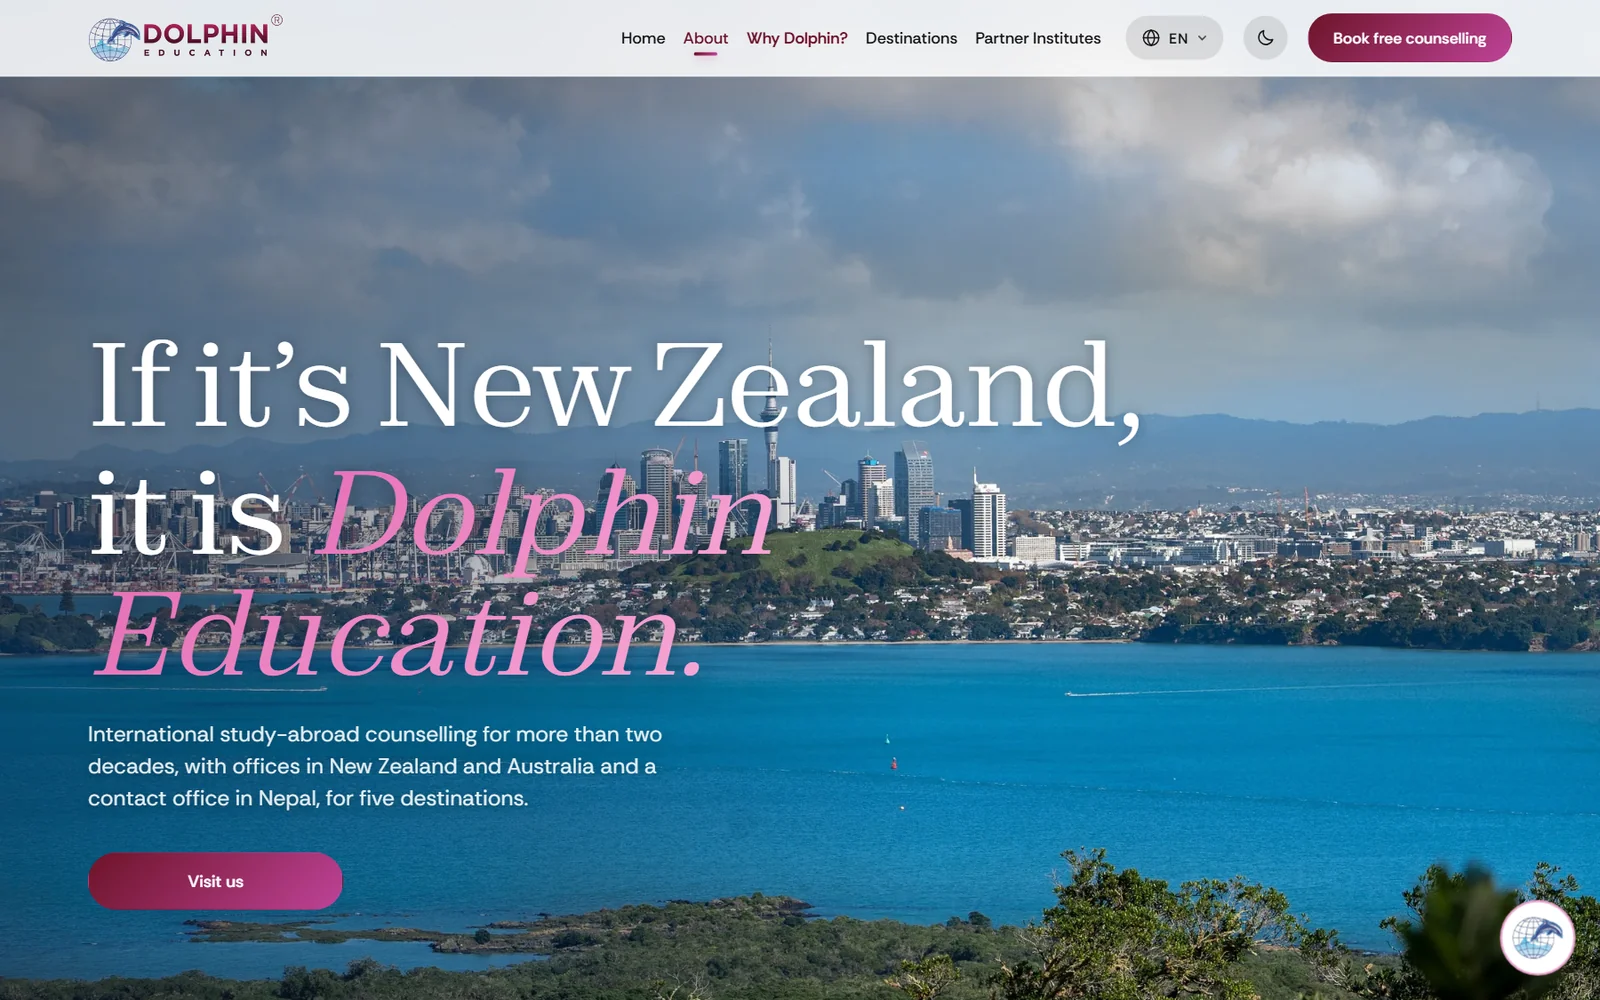 DOLPHIN®
EDUCATION
Home About Why Dolphin? Destinations Partner Institutes EN Book free counselling
If it’s New Zealand,
it is Dolphin
Education.
International study-abroad counselling for more than two
decades, with offices in New Zealand and Australia and a
contact office in Nepal, for five destinations.
Visit us